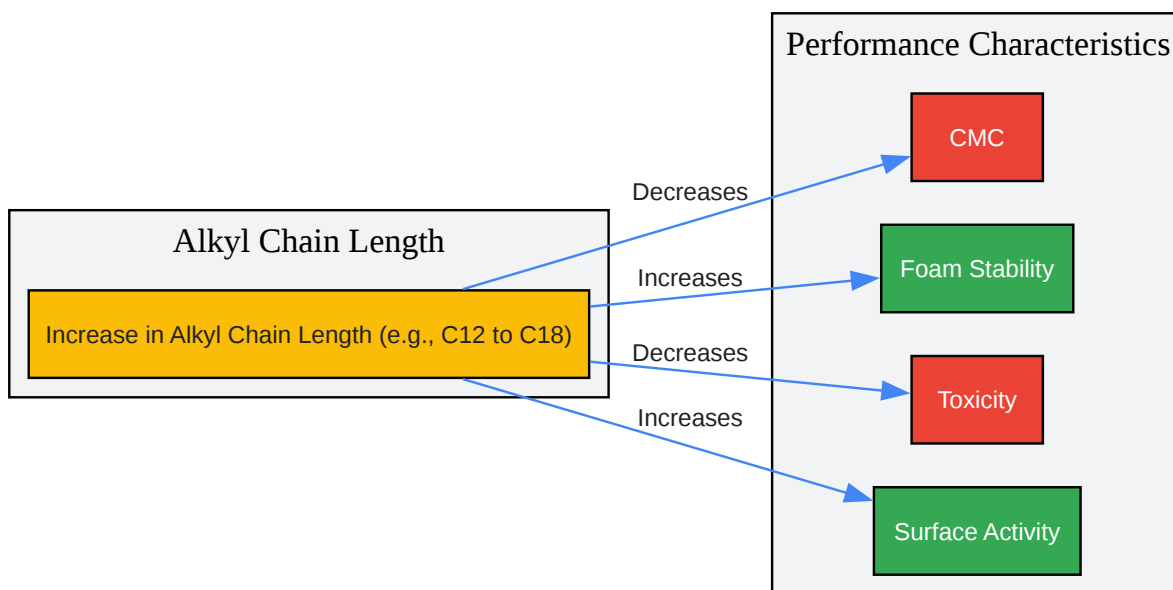 Performance Characteristics
CMC
Decreases
Alkyl Chain Length
Foam Stability
Increases
Increase in Alkyl Chain Length (e.g., C12 to C18)
Decreases
Toxicity
Increases
Surface Activity